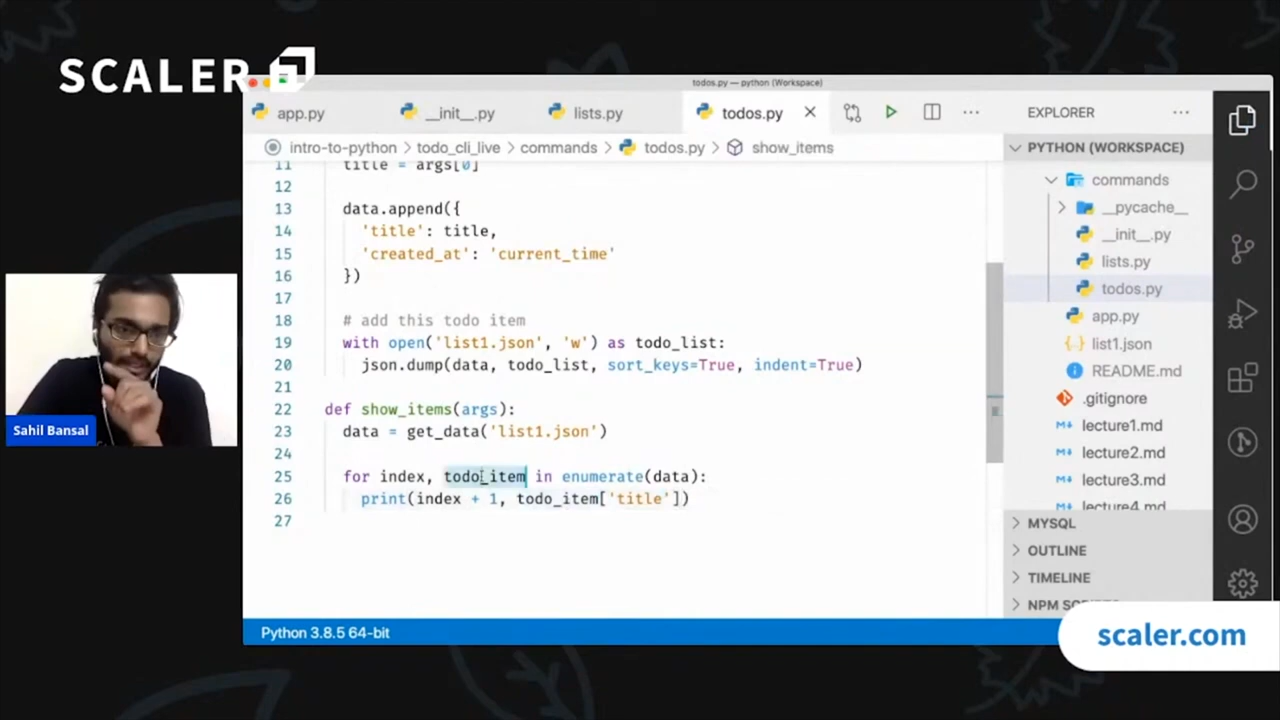 SCALER
todos.py — python (Workspace)
app.py
__init__.py
lists.py
todos.py
EXPLORER
intro-to-python > todo_cli_live > commands > todos.py > show_items
11 title = args[0]
12
13 data.append({
14 'title': title,
15 'created_at': 'current_time'
16 })
17
18 # add this todo item
19 with open('list1.json', 'w') as todo_list:
20 json.dump(data, todo_list, sort_keys=True, indent=True)
21
22 def show_items(args):
23 data = get_data('list1.json')
24
25 for index, todo_item in enumerate(data):
26 print(index + 1, todo_item['title'])
27
PYTHON (WORKSPACE)
commands
__pycache__
__init__.py
lists.py
todos.py
app.py
list1.json
README.md
.gitignore
lecture1.md
lecture2.md
lecture3.md
lecture4.md
MYSQL
OUTLINE
TIMELINE
NPM
Sahil Bansal
Python 3.8.5 64-bit
scaler.com